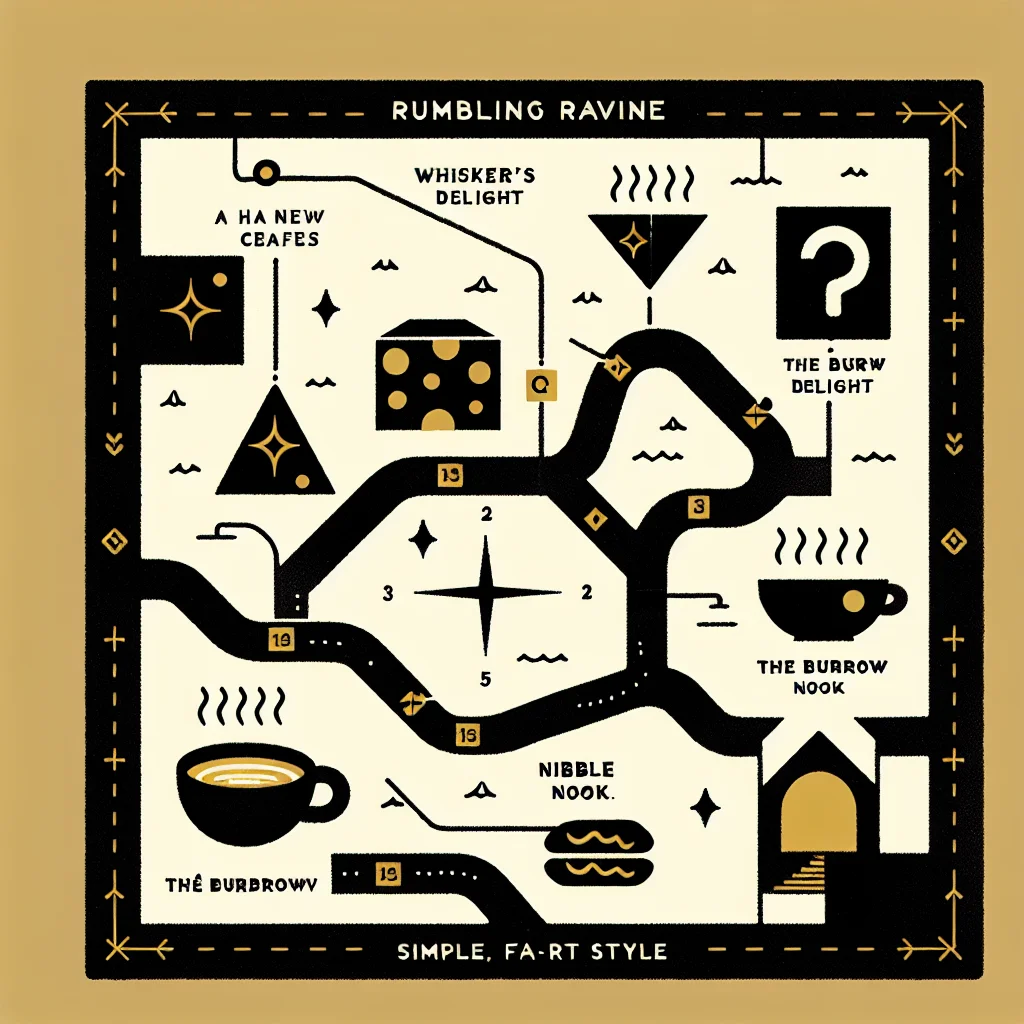 RUMBLING RAVINE
WHISKER'S
DELIGHT
A HA NEW
CEAFES
?
THE BURW
DELIGHT
Q
13
3
2
3
2
5
19
16
THE BURROW
NOOK
NIBBLE
NOOK.
THÊ BURBROWV
19
SIMPLE, FA-RT STYLE